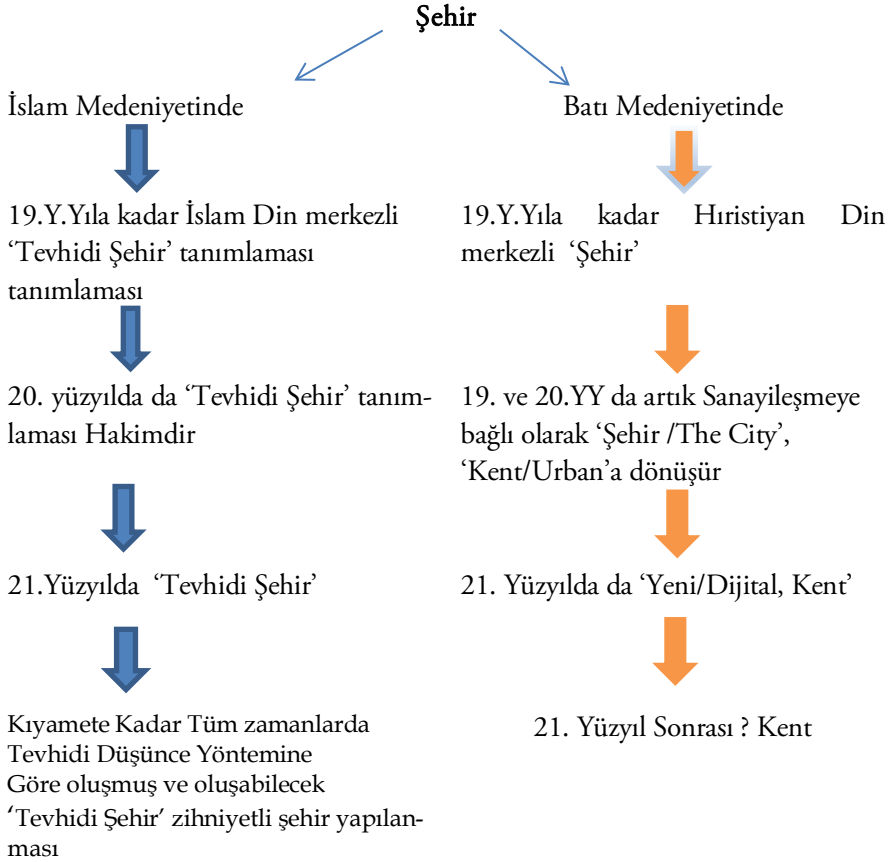 Şehir
İslam Medeniyetinde
19.Y.Yıla kadar İslam Din merkezli
‘Tevhidi Şehir’ tanımlaması
tanımlaması
20. yüzyılda da ‘Tevhidi Şehir’ tanım-
laması Hakimdir
21.Yüzyılda ‘Tevhidi Şehir’
Kıyamete Kadar Tüm zamanlarda
Tevhidi Düşünce Yöntemine
Göre oluşmuş ve oluşabilecek
‘Tevhidi Şehir’ zihniyetli şehir yapılan-
ması
Batı Medeniyetinde
19.Y.Yıla kadar Hıristiyan Din
merkezli ‘Şehir’
19. ve 20.YY da artık Sanayileşmeye
bağlı olarak ‘Şehir /The City’,
‘Kent/Urban’a dönüşür
21. Yüzyılda da ‘Yeni/Dijital, Kent’
21. Yüzyıl Sonrası ? Kent